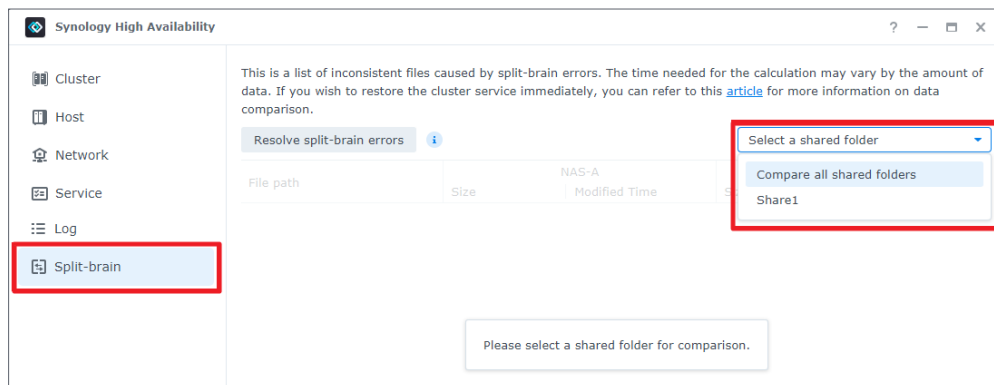 Synology High Availability
?
Cluster
Host
Network
Service
Log
Split-brain
This is a list of inconsistent files caused by split-brain errors. The time needed for the calculation may vary by the amount of
data. If you wish to restore the cluster service immediately, you can refer to this article for more information on data
comparison.
Resolve split-brain errors i
Select a shared folder
Compare all shared folders
Share1
NAS-A
File path
Size Modified Time
Please select a shared folder for comparison.